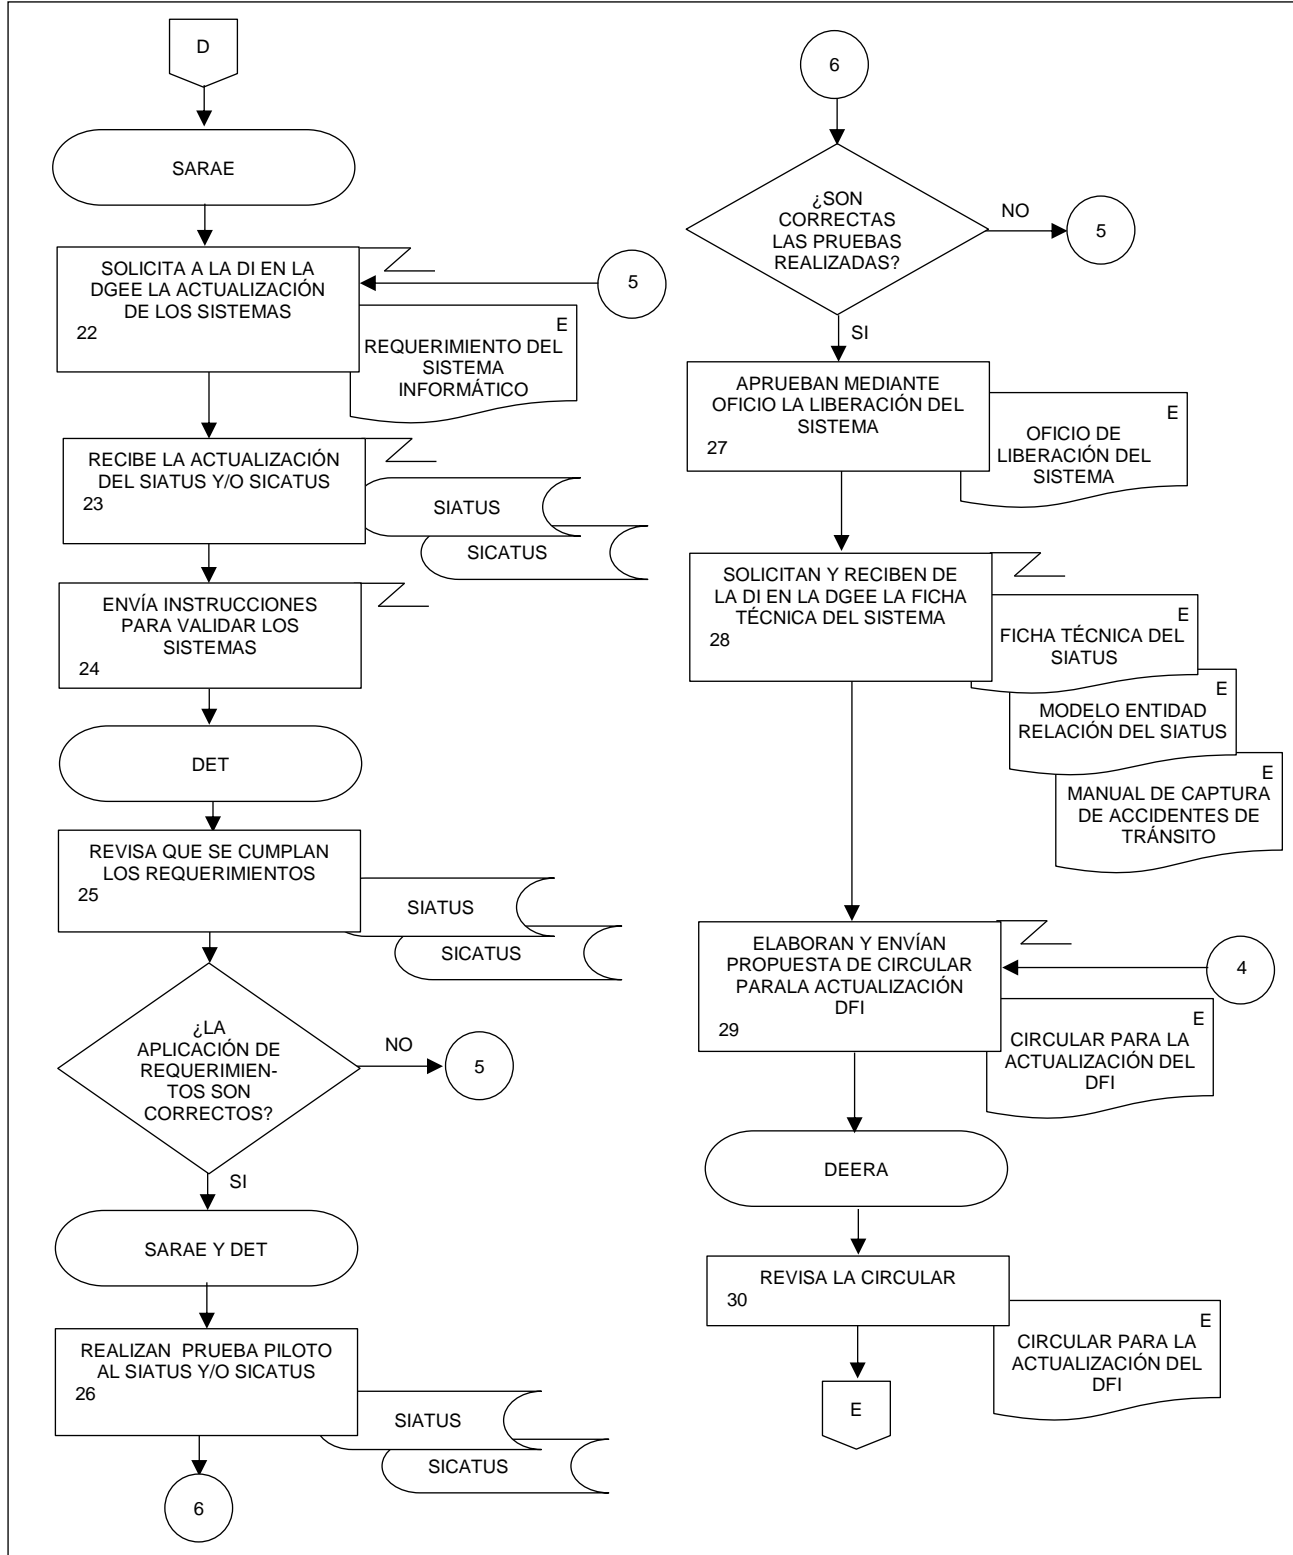 D
SARAE
SOLICITA A LA DI EN LA
DGEE LA ACTUALIZACIÓN
DE LOS SISTEMAS
22
5
E
REQUERIMIENTO DEL
SISTEMA
INFORMÁTICO
RECIBE LA ACTUALIZACIÓN
DEL SIATUS Y/O SICATUS
23
SIATUS
SICATUS
ENVÍA INSTRUCCIONES
PARA VALIDAR LOS
SISTEMAS
24
DET
REVISA QUE SE CUMPLAN
LOS REQUERIMIENTOS
25
SIATUS
SICATUS
¿LA
APLICACIÓN DE
REQUERIMIEN-
TOS SON
CORRECTOS?
NO
5
SI
SARAE Y DET
REALIZAN PRUEBA PILOTO
AL SIATUS Y/O SICATUS
26
SIATUS
SICATUS
6
6
¿SON
CORRECTAS
LAS PRUEBAS
REALIZADAS?
NO
5
SI
APRUEBAN MEDIANTE
OFICIO LA LIBERACIÓN DEL
SISTEMA
27
E
OFICIO DE
LIBERACIÓN DEL
SISTEMA
SOLICITAN Y RECIBEN DE
LA DI EN LA DGEE LA FICHA
TÉCNICA DEL SISTEMA
28
E
FICHA TÉCNICA DEL
SIATUS
E
MODELO ENTIDAD
RELACIÓN DEL SIATUS
E
MANUAL DE CAPTURA
DE ACCIDENTES DE
TRÁNSITO
ELABORAN Y ENVÍAN
PROPUESTA DE CIRCULAR
PARALA ACTUALIZACIÓN
DFI
29
4
E
CIRCULAR PARA LA
ACTUALIZACIÓN DEL
DFI
DEERA
REVISA LA CIRCULAR
30
E
CIRCULAR PARA LA
ACTUALIZACIÓN DEL
DFI
E